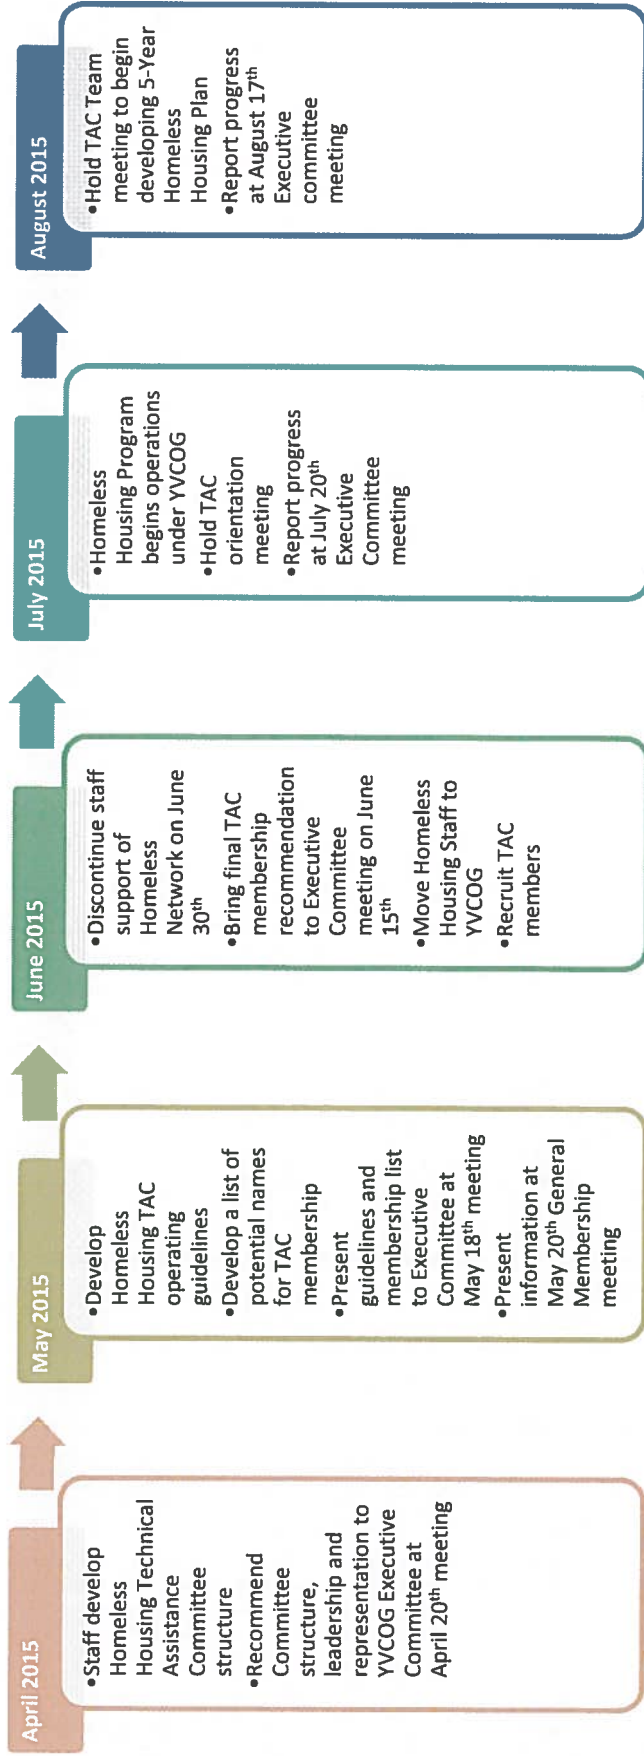 April 2015
•Staff develop
Homeless
Housing Technical
Assistance
Committee
structure
•Recommend
Committee
structure,
leadership and
representation to
YVCOG Executive
Committee at
April 20th meeting
May 2015
•Develop
Homeless
Housing TAC
operating
guidelines
•Develop a list of
potential names
for TAC
membership
•Present
guidelines and
membership list
to Executive
Committee at
May 18th meeting
•Present
information at
May 20th General
Membership
meeting
June 2015
•Discontinue staff
support of
Homeless
Network on June
30th
•Bring final TAC
membership
recommendation
to Executive
Committee
meeting on June
15th
•Move Homeless
Housing Staff to
YVCOG
•Recruit TAC
members
July 2015
•Homeless
Housing Program
begins operations
under YVCOG
•Hold TAC
orientation
meeting
•Report progress
at July 20th
Executive
Committee
meeting
August 2015
•Hold TAC Team
meeting to begin
developing 5-Year
Homeless
Housing Plan
•Report progress
at August 17th
Executive
committee
meeting